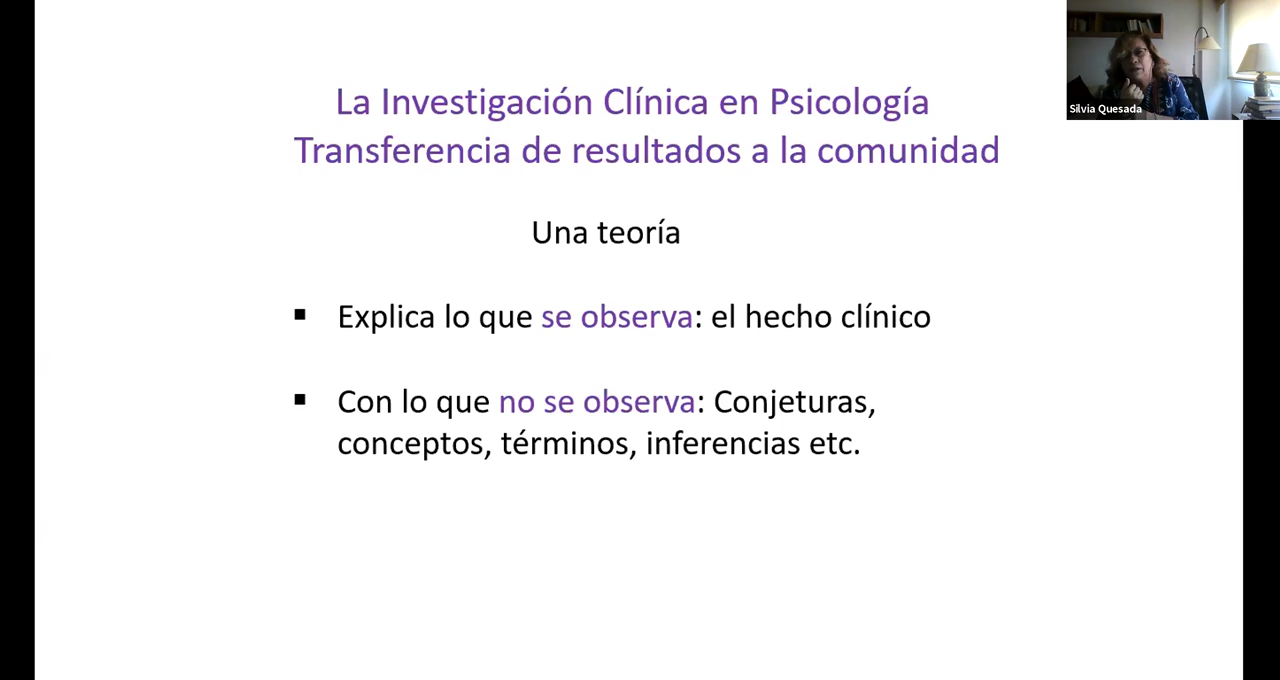 La Investigación Clínica en Psicología
Transferencia de resultados a la comunidad
Silvia Quesada
Una teoría
▪ Explica lo que se observa: el hecho clínico
▪ Con lo que no se observa: Conjeturas,
conceptos, términos, inferencias etc.